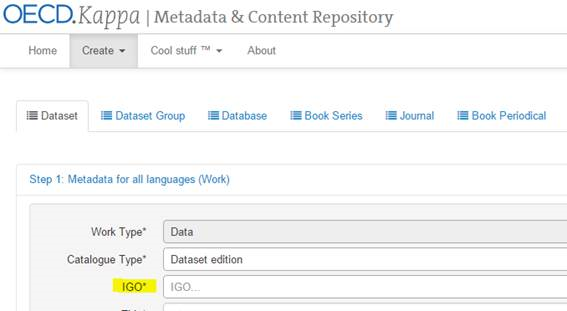 OECD.Kappa | Metadata & Content Repository
Home Create Cool stuff ™ About
Dataset Dataset Group Database Book Series Journal Book Periodical
Step 1: Metadata for all languages (Work)
Work Type* Data
Catalogue Type* Dataset edition
IGO* IGO...